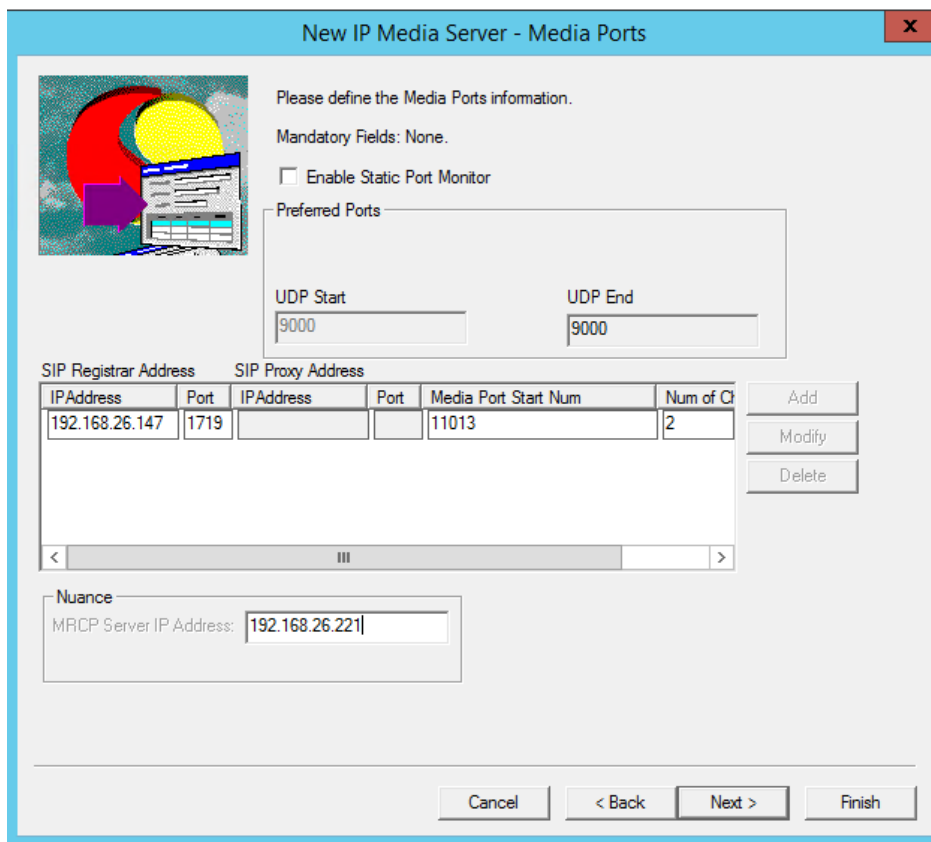 New IP Media Server - Media Ports
x
Please define the Media Ports information.
Mandatory Fields: None.
Enable Static Port Monitor
Preferred Ports
UDP Start UDP End
9000 9000
SIP Registrar Address SIP Proxy Address
IPAddress Port IPAddress Port Media Port Start Num Num of Ch
192.168.26.147 1719 11013 2
Add
Modify
Delete
Nuance
MRCP Server IP Address: 192.168.26.221
Cancel < Back Next > Finish